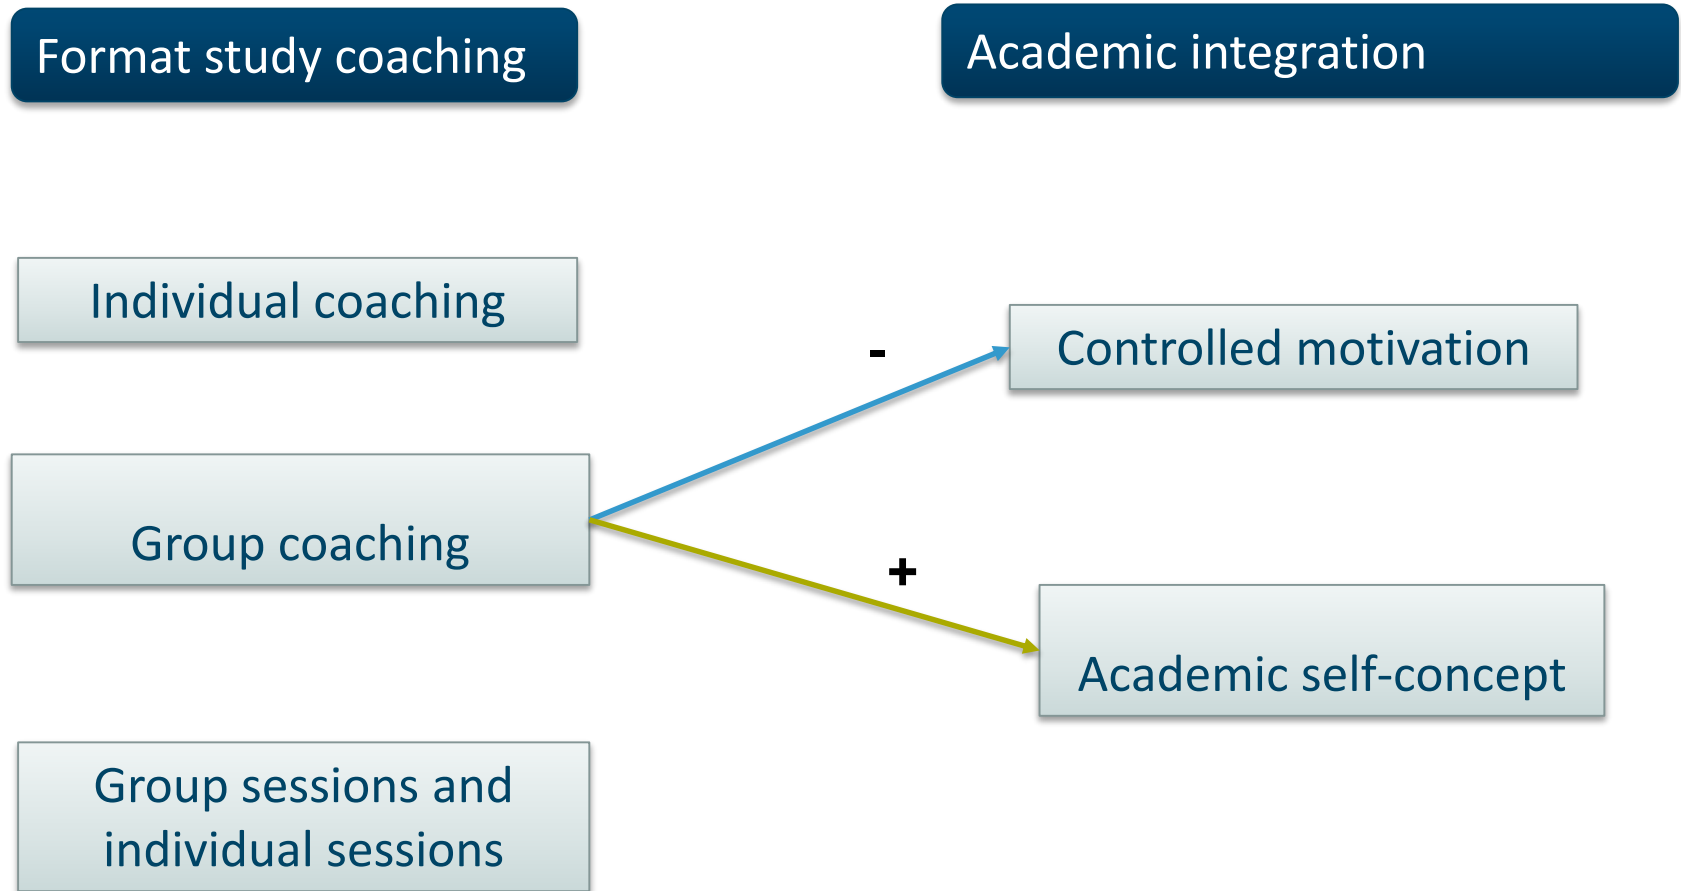 Format study coaching
Academic integration
Individual coaching
Controlled motivation
-
Group coaching
+
Academic self-concept
Group sessions and
individual sessions